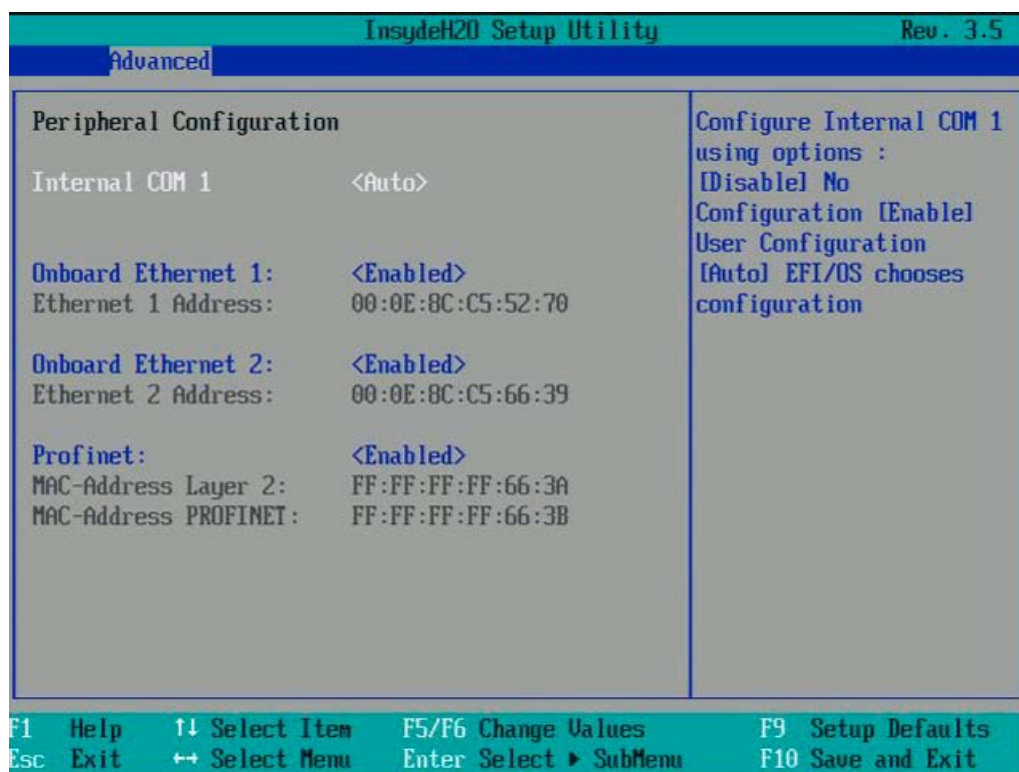 InsydeH20 Setup Utility Rev. 3.5
Advanced
Peripheral Configuration
Internal COM 1 <Auto>
Onboard Ethernet 1: <Enabled>
Ethernet 1 Address: 00:0E:8C:C5:52:70
Onboard Ethernet 2: <Enabled>
Ethernet 2 Address: 00:0E:8C:C5:66:39
Profinet: <Enabled>
MAC-Address Layer 2: FF:FF:FF:FF:66:3A
MAC-Address PROFINET: FF:FF:FF:FF:66:3B
Configure Internal COM 1
using options :
[Disable] No
Configuration [Enable]
User Configuration
[Auto] EFI/OS chooses
configuration
F1 Help ↑↓ Select Item F5/F6 Change Values F9 Setup Defaults
Esc Exit ↔ Select Menu Enter Select ▶ SubMenu F10 Save and Exit